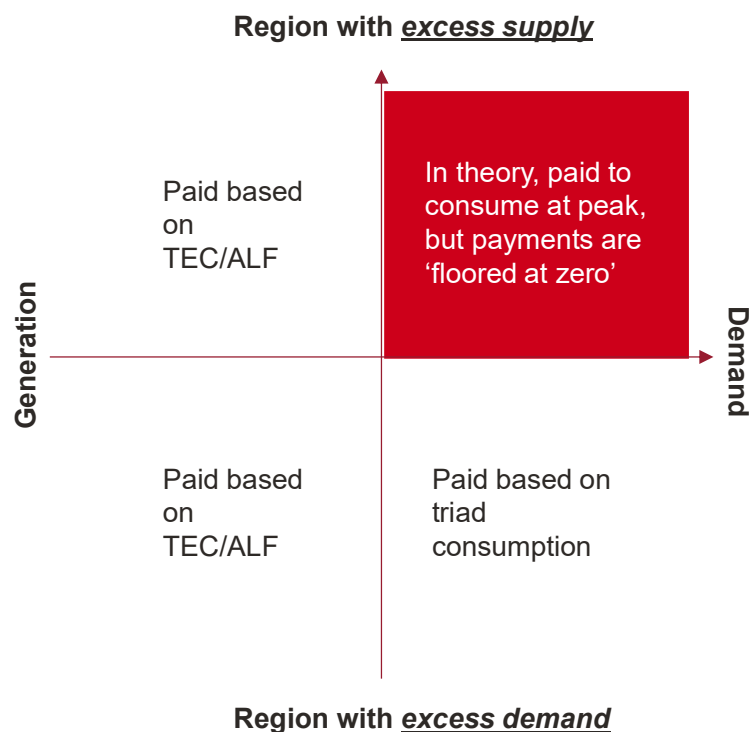 Region with excess supply
Paid based
on
TEC/ALF
In theory, paid to
consume at peak,
but payments are
‘floored at zero’
Generation
Demand
Paid based
on
TEC/ALF
Paid based on
triad
consumption
Region with excess demand